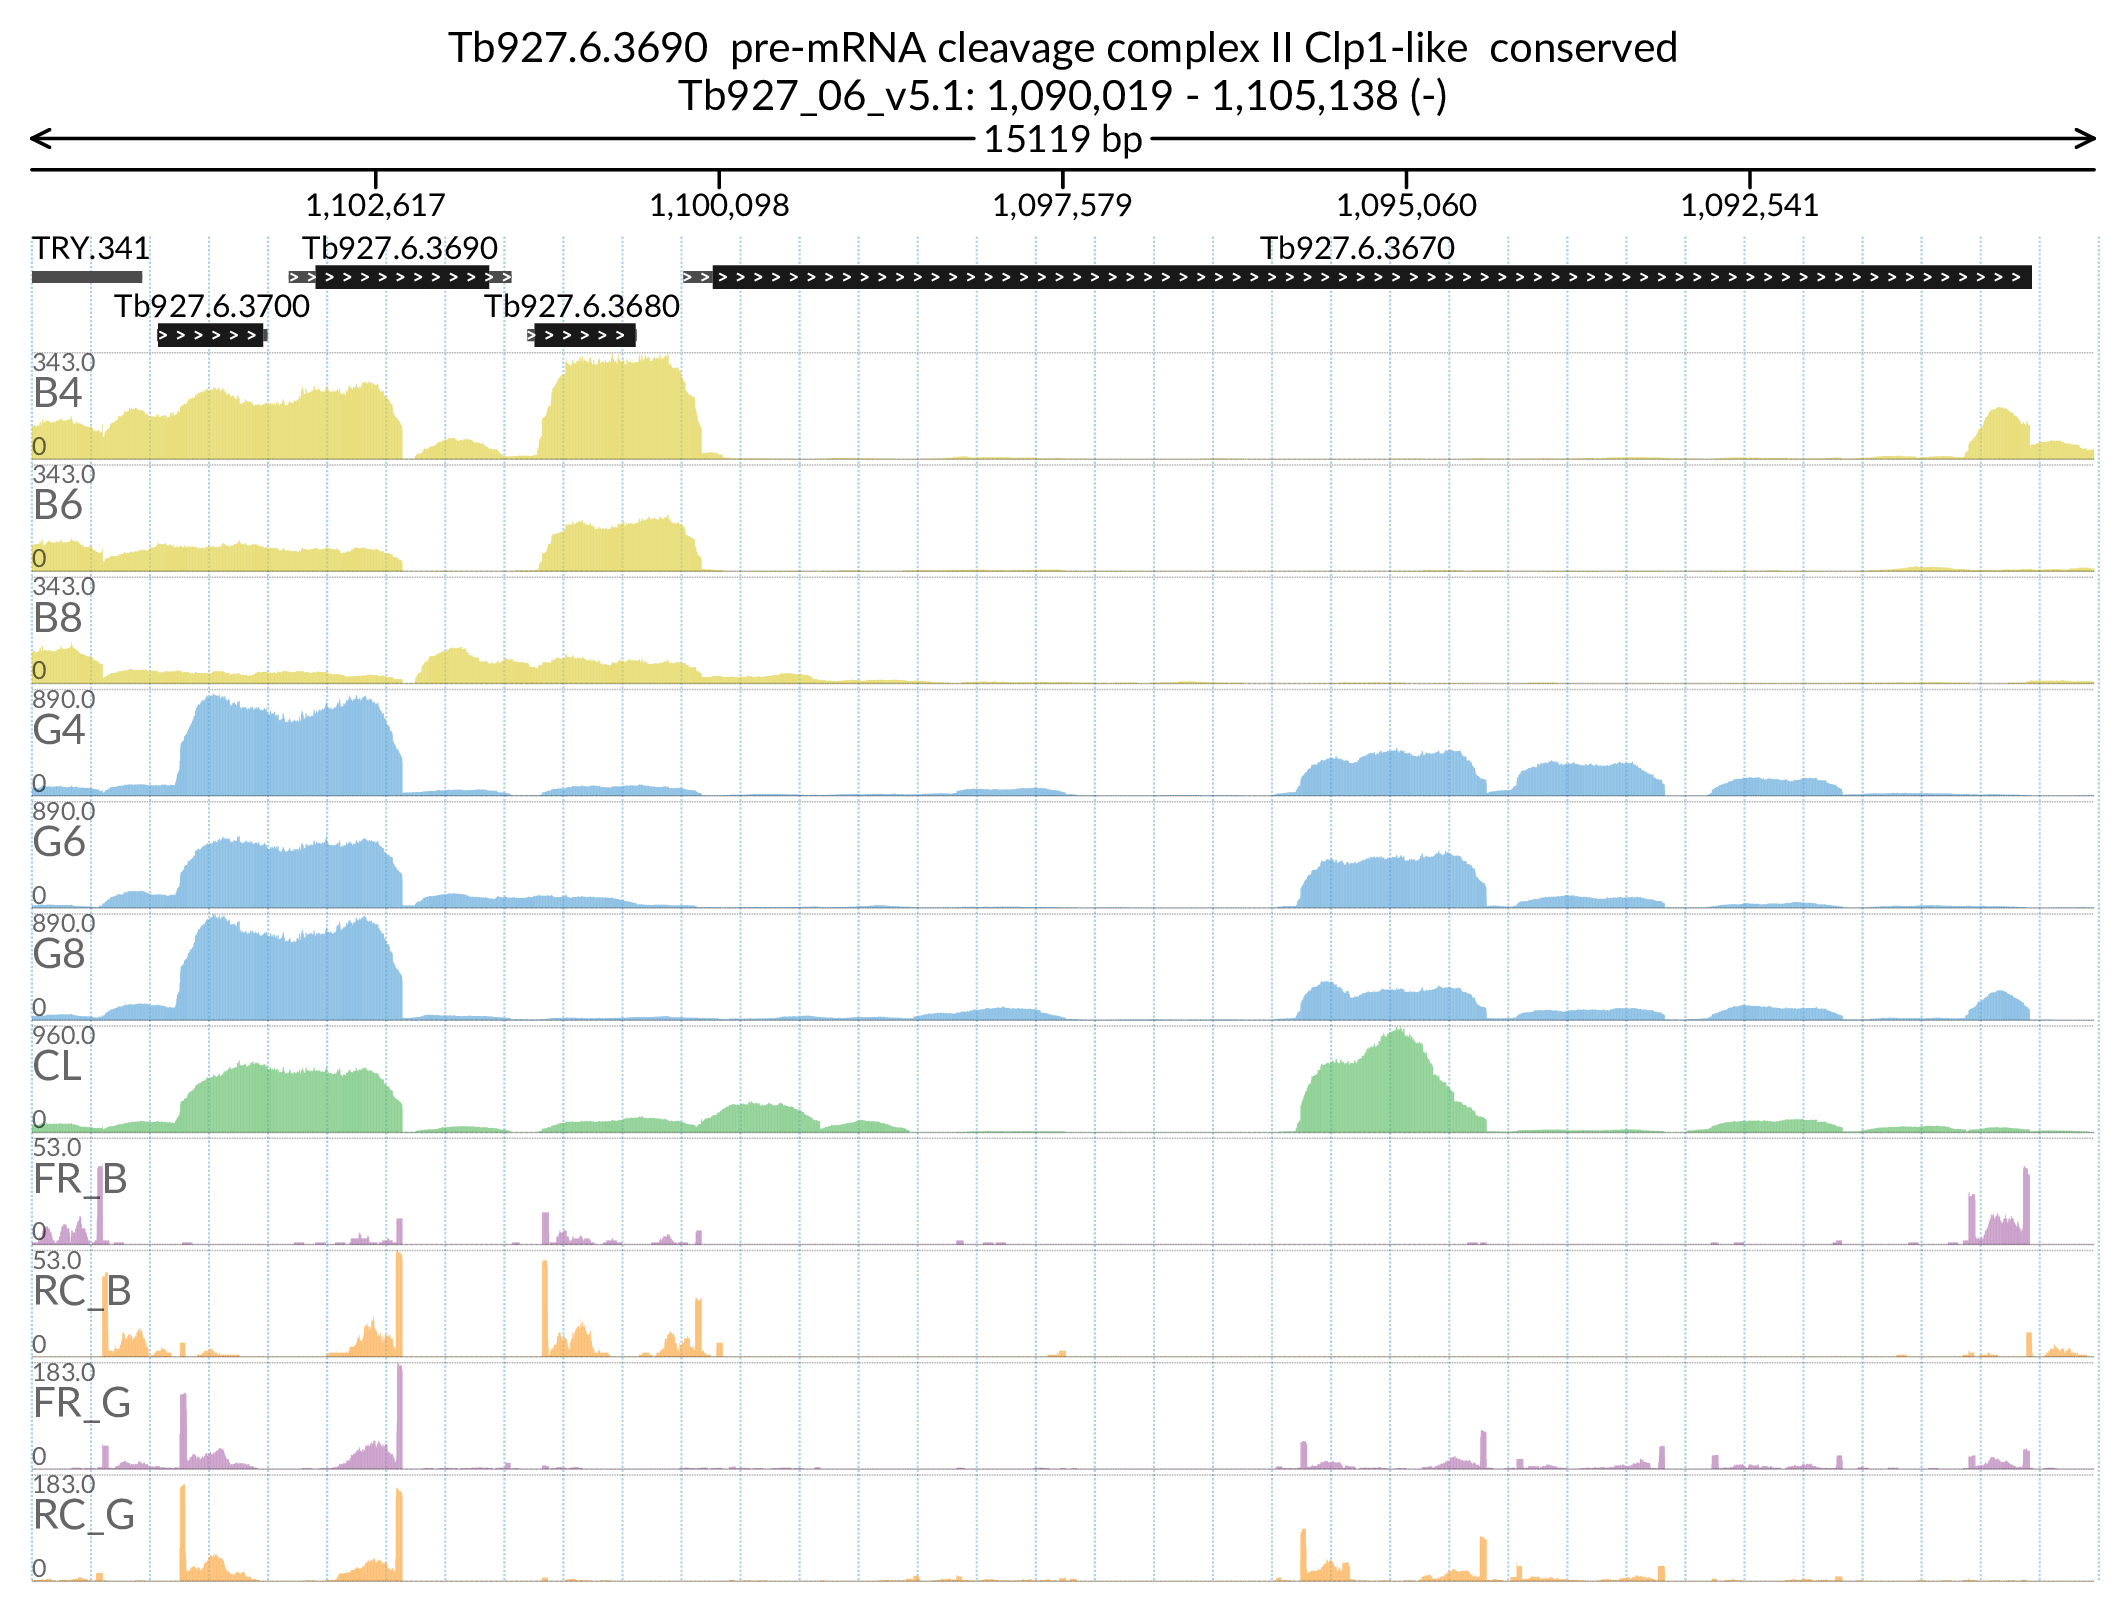 Tb927.6.3690  pre-mRNA cleavage complex II Clp1-like  conserved
Tb927_06_v5.1: 1,090,019 - 1,105,138 (-)
15119 bp
1,102,617 1,100,098 1,097,579 1,095,060 1,092,541
TRY.341 Tb927.6.3690 Tb927.6.3670
Tb927.6.3700 Tb927.6.3680
343.0
B4
0
343.0
B6
0
343.0
B8
0
890.0
G4
0
890.0
G6
0
890.0
G8
0
960.0
CL
0
53.0
FR_B
0
53.0
RC_B
0
183.0
FR_G
0
183.0
RC_G
0